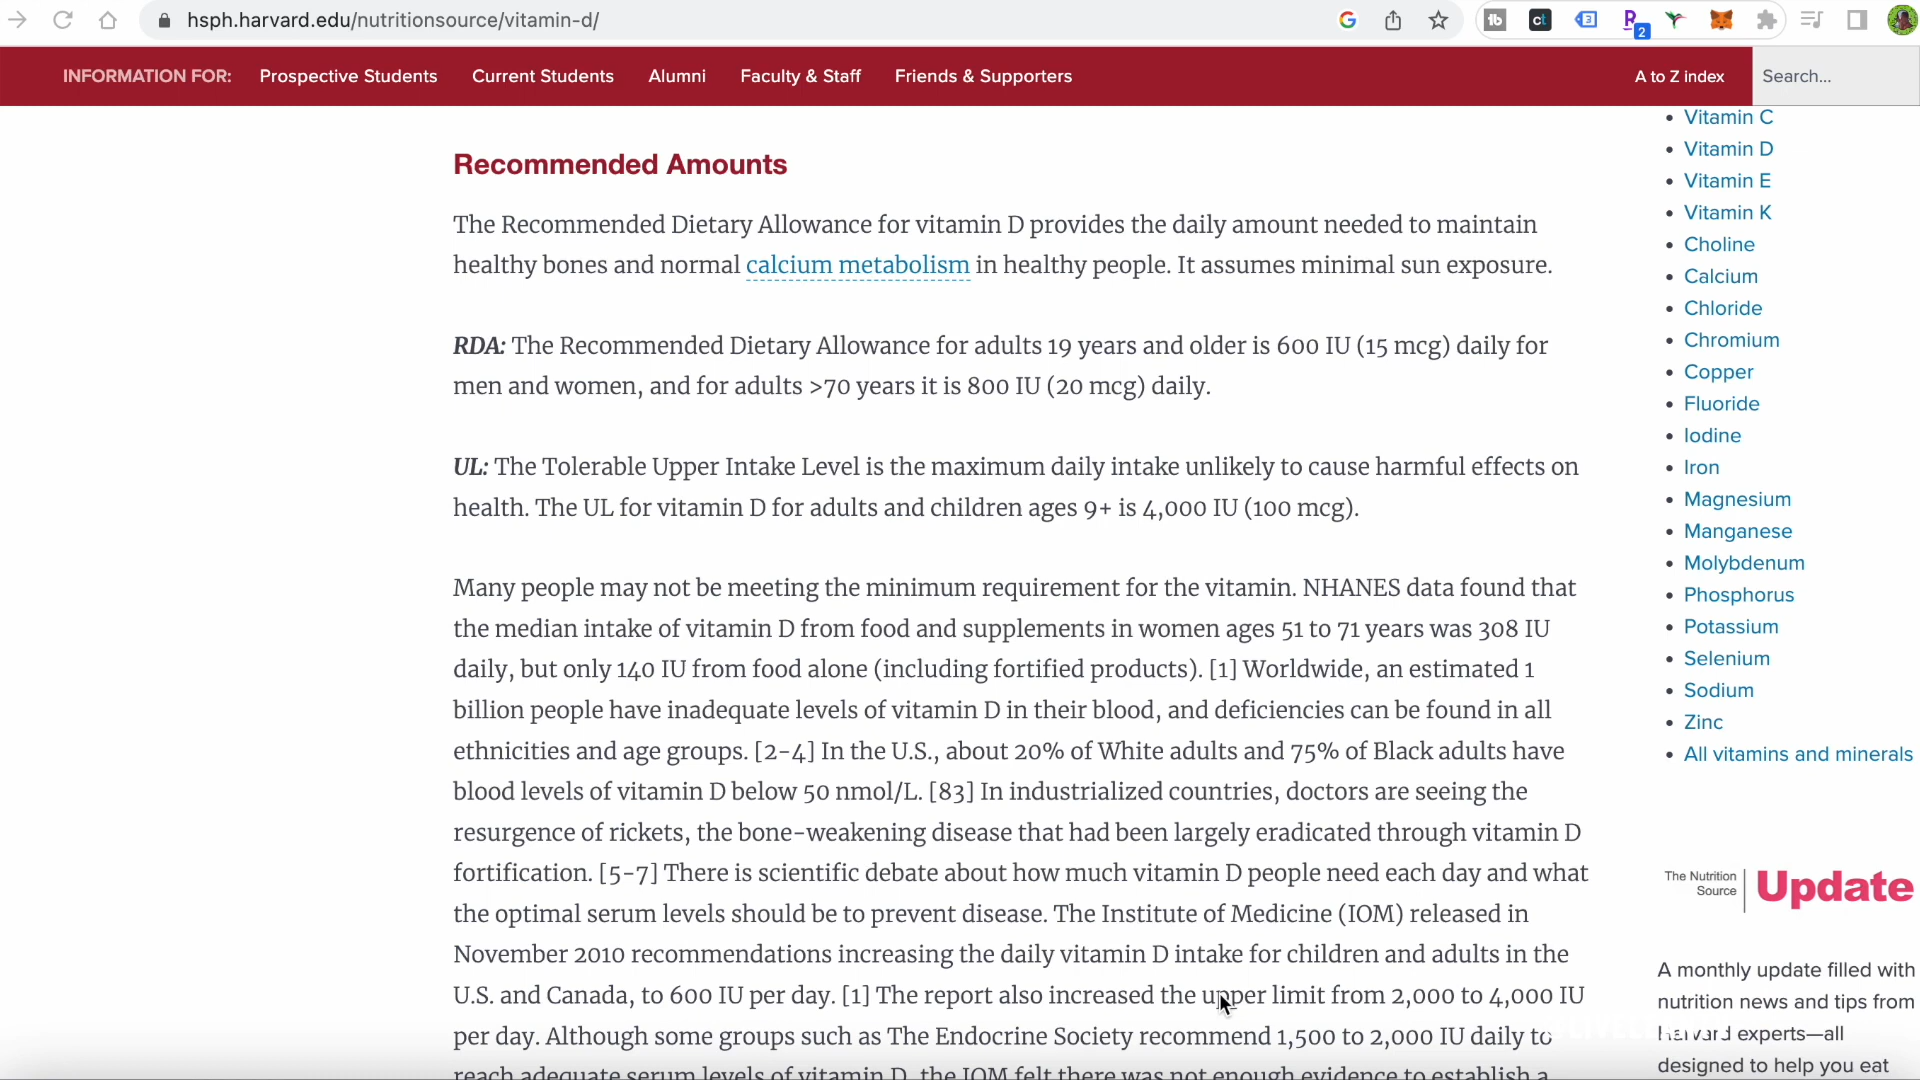 hsph.harvard.edu/nutritionsource/vitamin-d/
INFORMATION FOR: Prospective Students Current Students Alumni Faculty & Staff Friends & Supporters A to Z index Search...
Recommended Amounts
The Recommended Dietary Allowance for vitamin D provides the daily amount needed to maintain
healthy bones and normal calcium metabolism in healthy people. It assumes minimal sun exposure.
RDA: The Recommended Dietary Allowance for adults 19 years and older is 600 IU (15 mcg) daily for
men and women, and for adults >70 years it is 800 IU (20 mcg) daily.
UL: The Tolerable Upper Intake Level is the maximum daily intake unlikely to cause harmful effects on
health. The UL for vitamin D for adults and children ages 9+ is 4,000 IU (100 mcg).
Many people may not be meeting the minimum requirement for the vitamin. NHANES data found that
the median intake of vitamin D from food and supplements in women ages 51 to 71 years was 308 IU
daily, but only 140 IU from food alone (including fortified products). [1] Worldwide, an estimated 1
billion people have inadequate levels of vitamin D in their blood, and deficiencies can be found in all
ethnicities and age groups. [2-4] In the U.S., about 20% of White adults and 75% of Black adults have
blood levels of vitamin D below 50 nmol/L. [83] In industrialized countries, doctors are seeing the
resurgence of rickets, the bone-weakening disease that had been largely eradicated through vitamin D
fortification. [5-7] There is scientific debate about how much vitamin D people need each day and what
the optimal serum levels should be to prevent disease. The Institute of Medicine (IOM) released in
November 2010 recommendations increasing the daily vitamin D intake for children and adults in the
U.S. and Canada, to 600 IU per day. [1] The report also increased the upper limit from 2,000 to 4,000 IU
per day. Although some groups such as The Endocrine Society recommend 1,500 to 2,000 IU daily to
reach adequate serum levels of vitamin D, the IOM felt there was not enough evidence to establish a
Vitamin C
Vitamin D
Vitamin E
Vitamin K
Choline
Calcium
Chloride
Chromium
Copper
Fluoride
Iodine
Iron
Magnesium
Manganese
Molybdenum
Phosphorus
Potassium
Selenium
Sodium
Zinc
All vitamins and minerals
The Nutrition
Source
Update
A monthly update filled with
nutrition news and tips from
Harvard experts—all
designed to help you eat